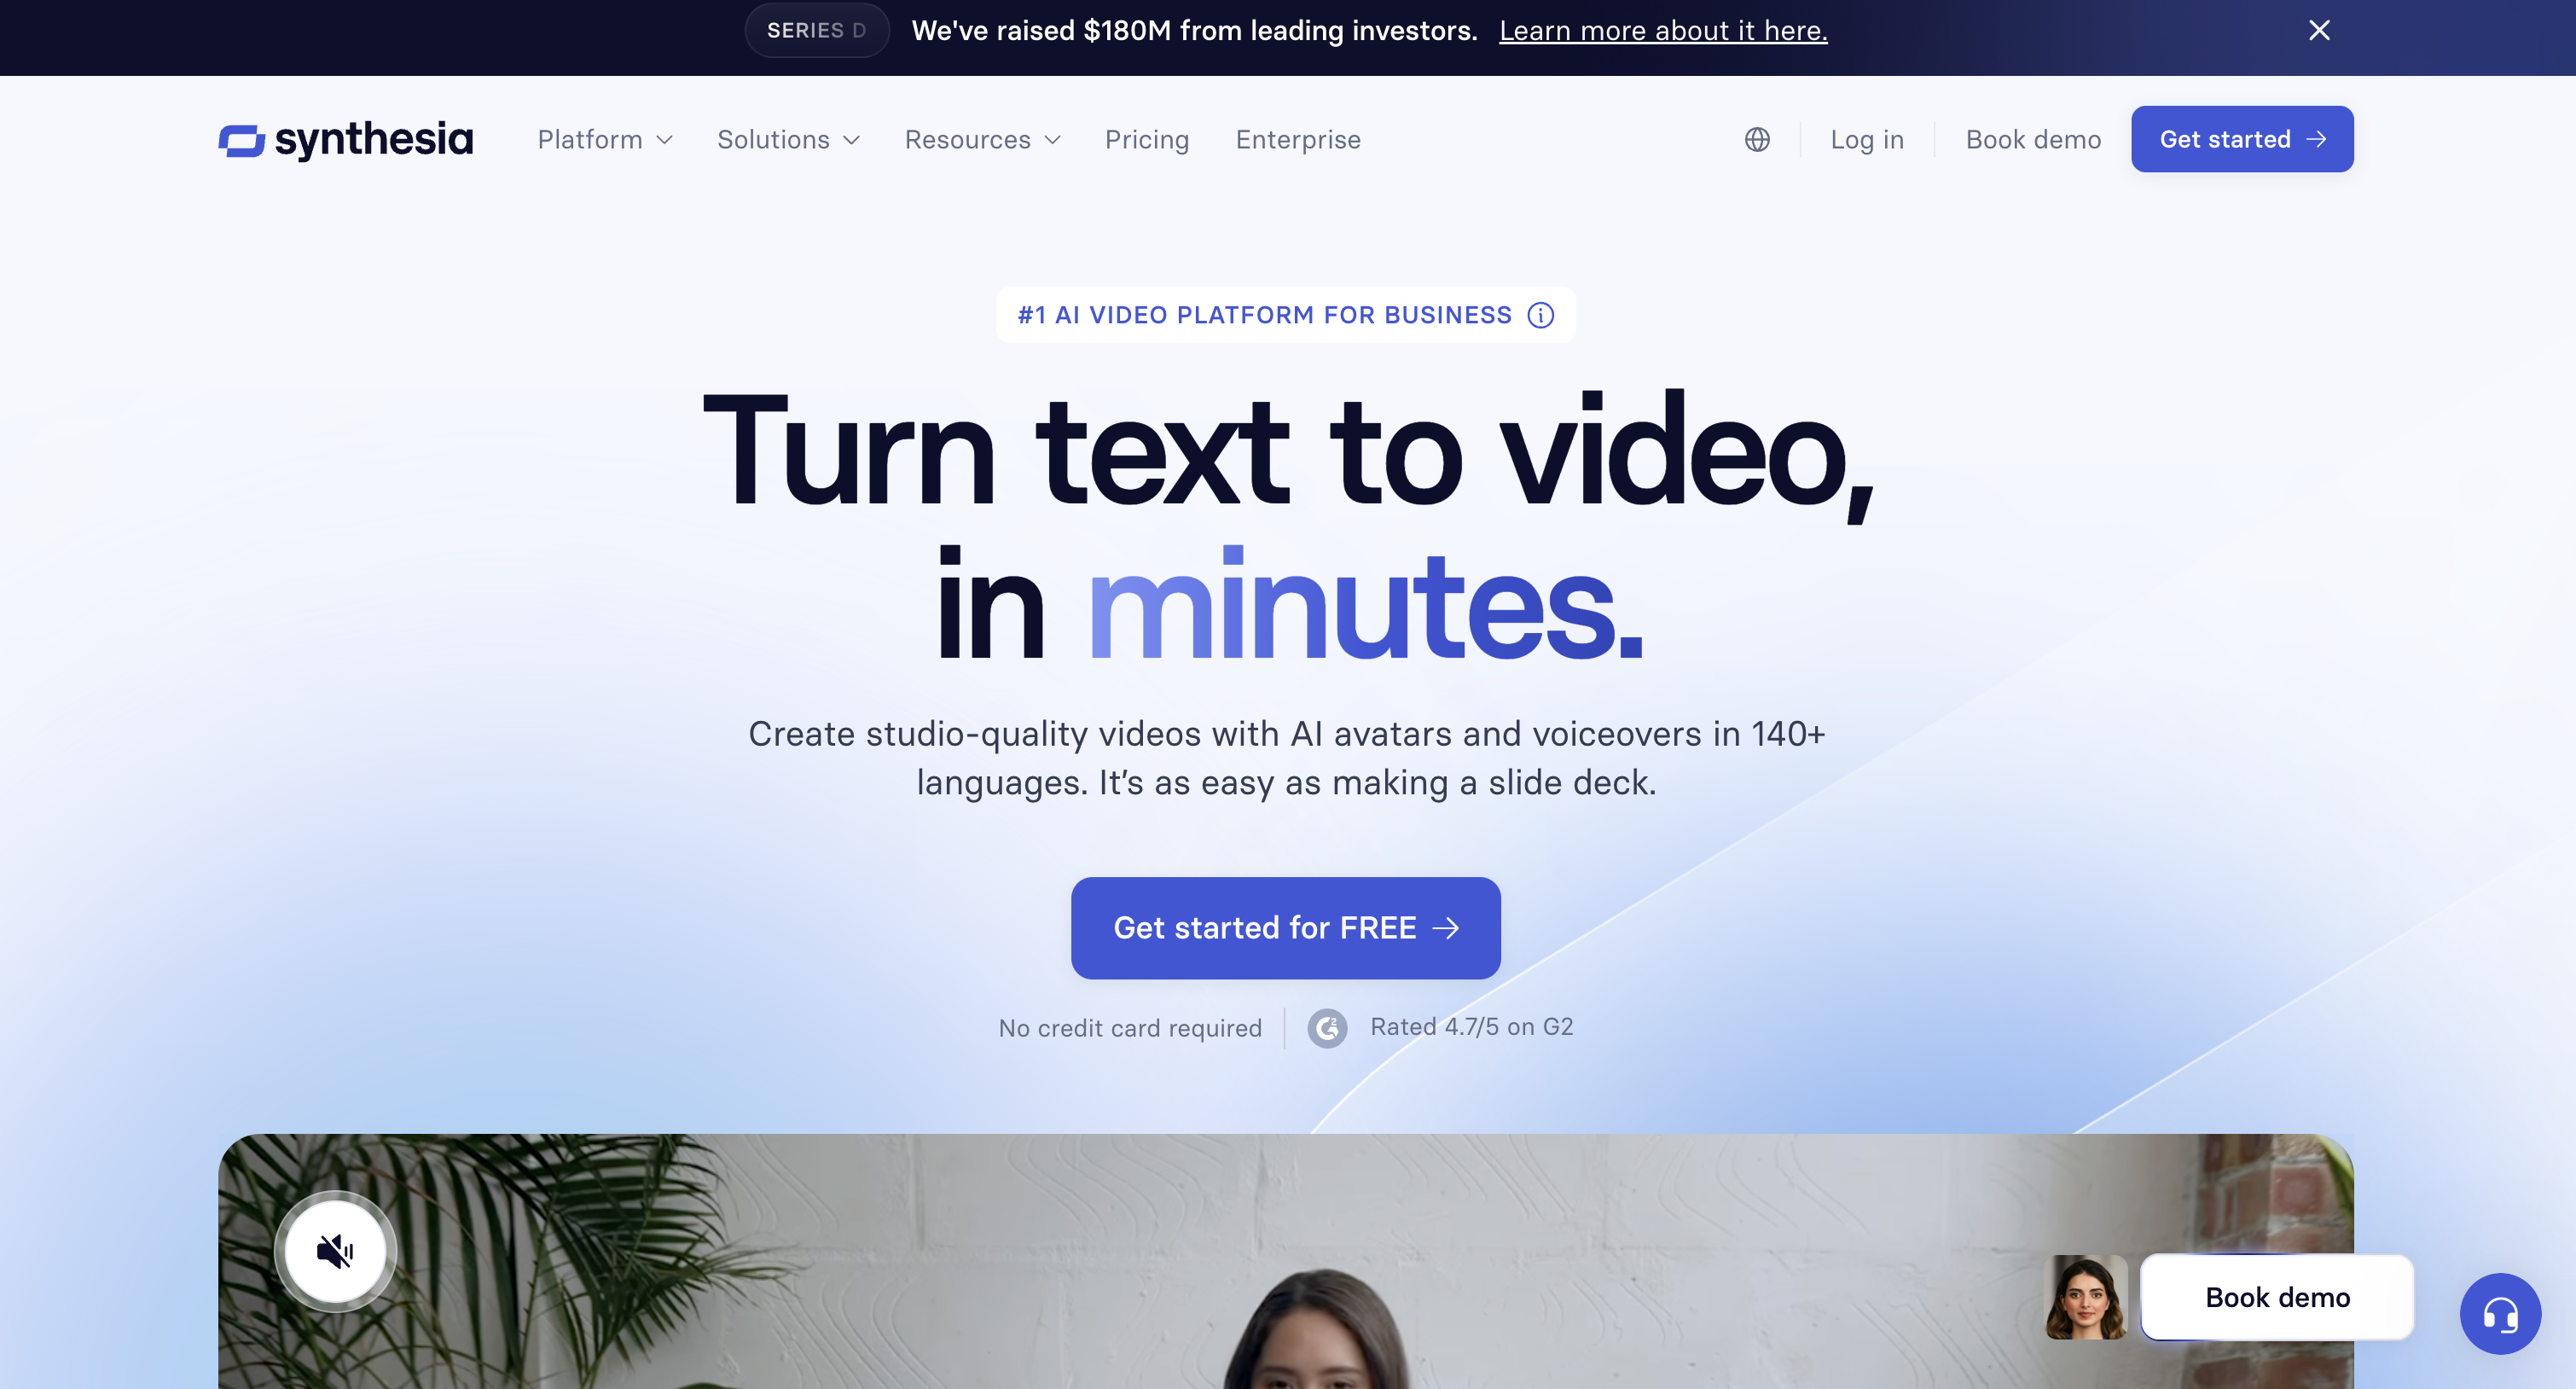 SERIES D We've raised $180M from leading investors. Learn more about it here.
synthesia Platform Solutions Resources Pricing Enterprise Log in Book demo Get started →
#1 AI VIDEO PLATFORM FOR BUSINESS
Turn text to video,
in minutes.
Create studio-quality videos with AI avatars and voiceovers in 140+
languages. It’s as easy as making a slide deck.
Get started for FREE →
No credit card required G2 Rated 4.7/5 on G2
Book demo